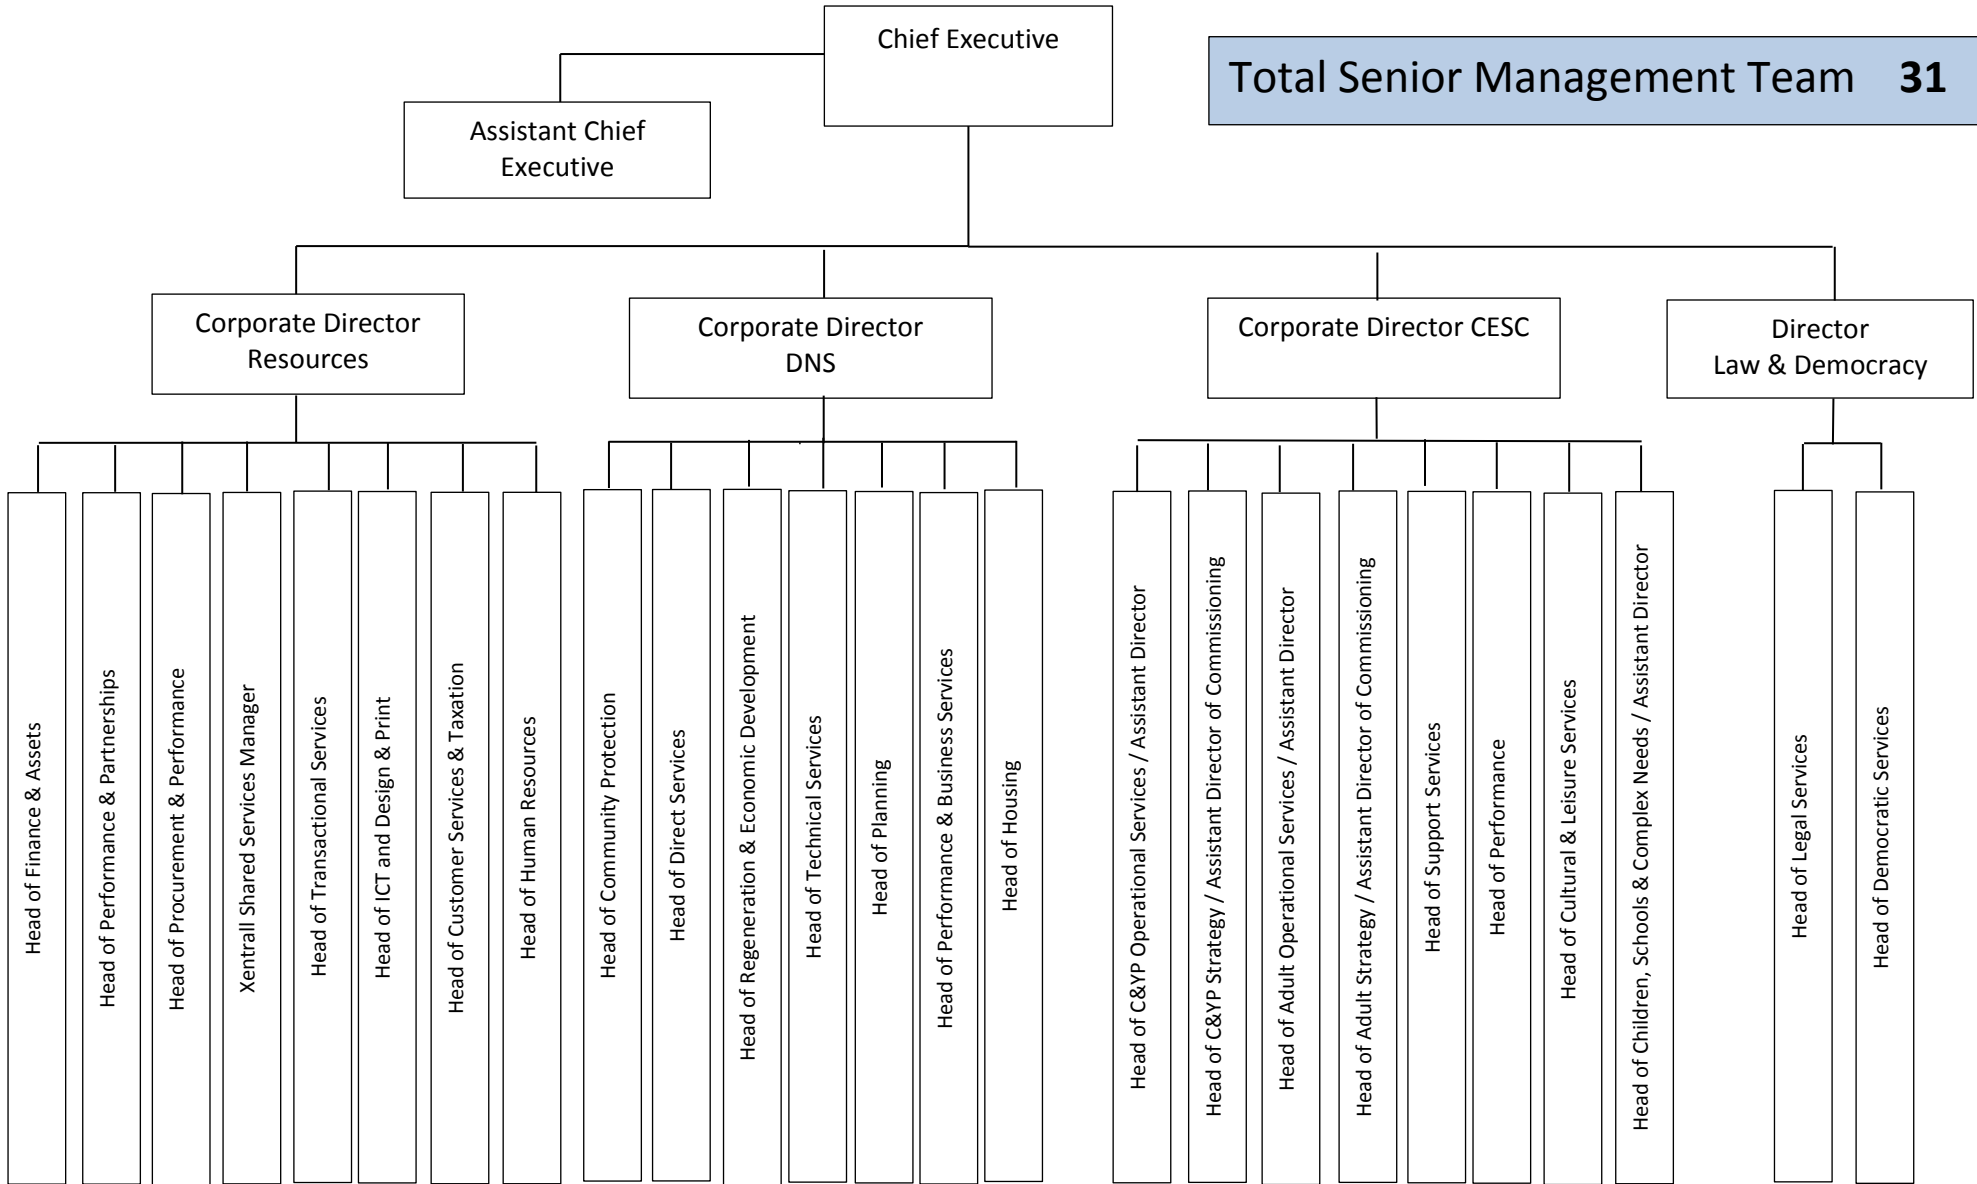 Chief Executive
Total Senior Management Team 31
Assistant Chief
Executive
Corporate Director
Resources
Corporate Director
DNS
Corporate Director CESC
Director
Law & Democracy
Head of Finance & Assets
Head of Performance & Partnerships
Head of Procurement & Performance
Xentrall Shared Services Manager
Head of Transactional Services
Head of ICT and Design & Print
Head of Customer Services & Taxation
Head of Human Resources
Head of Community Protection
Head of Direct Services
Head of Regeneration & Economic Development
Head of Technical Services
Head of Planning
Head of Performance & Business Services
Head of Housing
Head of C&YP Operational Services / Assistant Director
Head of C&YP Strategy / Assistant Director of Commissioning
Head of Adult Operational Services / Assistant Director
Head of Adult Strategy / Assistant Director of Commissioning
Head of Support Services
Head of Performance
Head of Cultural & Leisure Services
Head of Children, Schools & Complex Needs / Assistant Director
Head of Legal Services
Head of Democratic Services